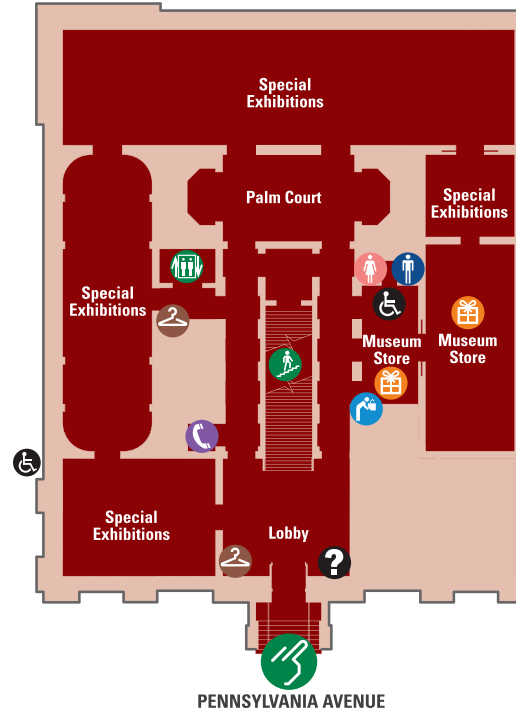 Special
Exhibitions
Palm Court
Special
Exhibitions
Special
Exhibitions
Museum
Store
Museum
Store
Special
Exhibitions
Lobby
?
PENNSYLVANIA AVENUE